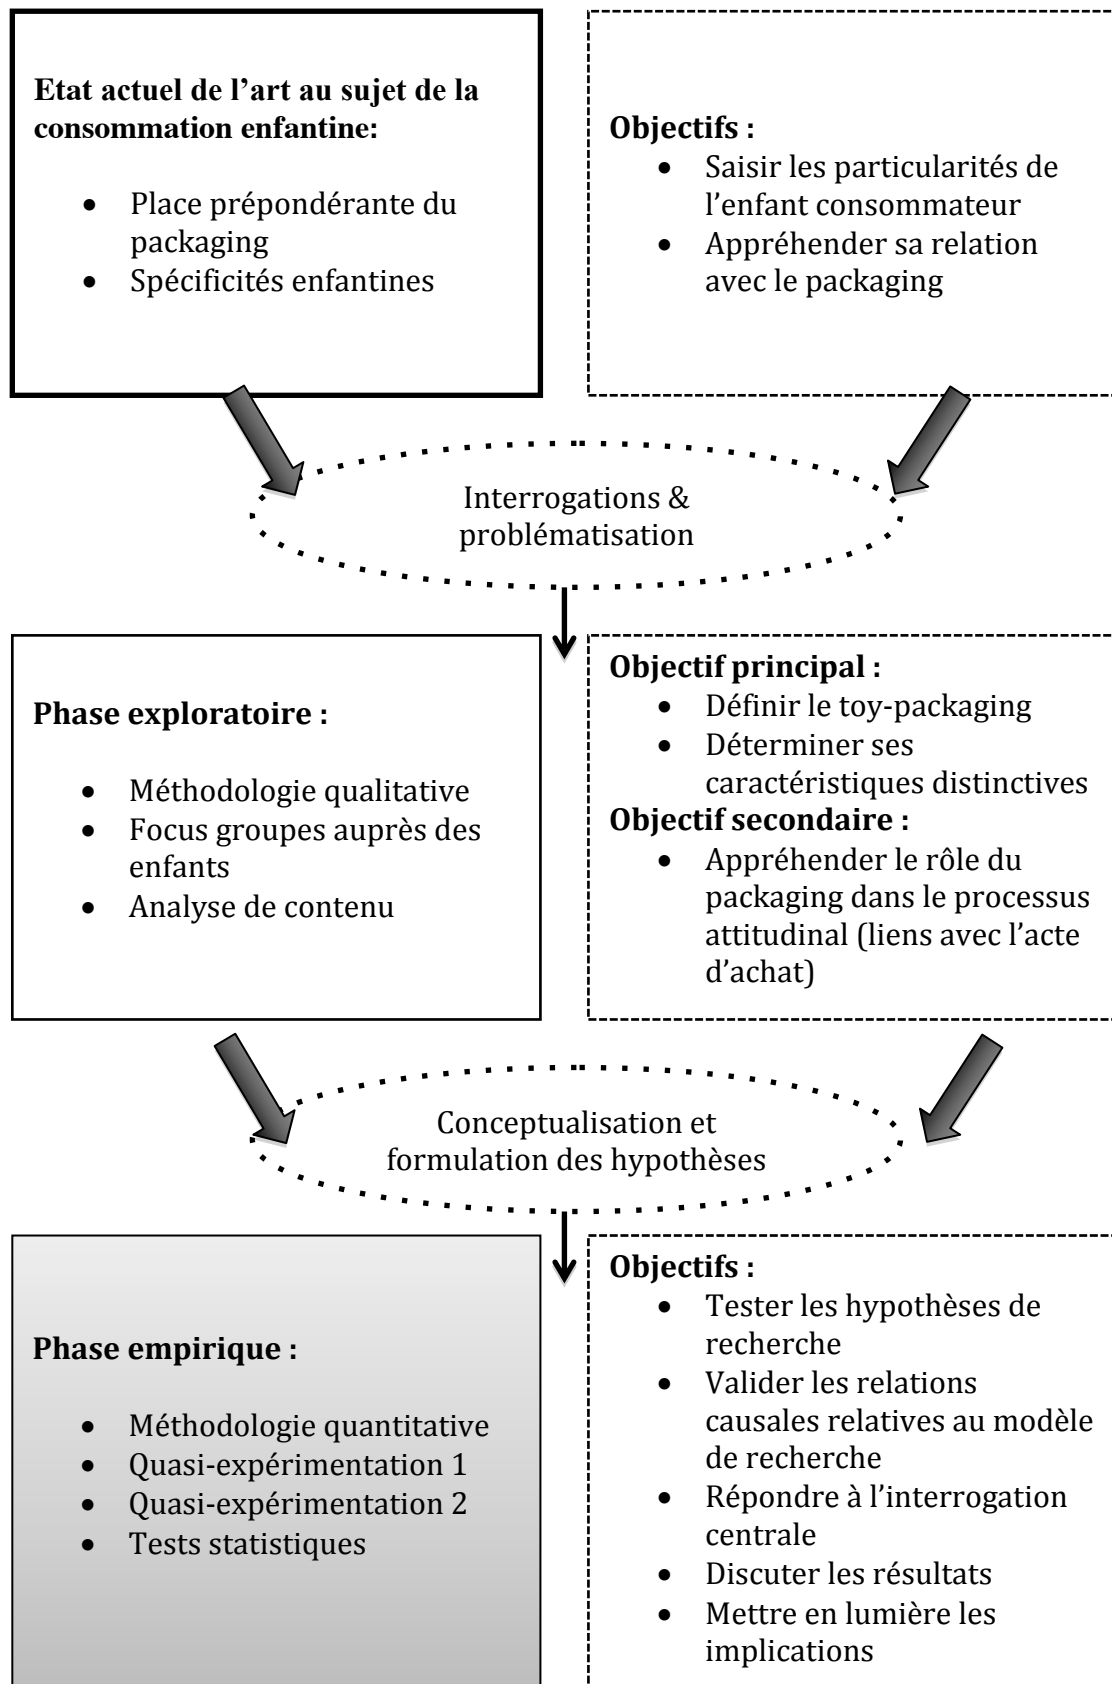 Etat actuel de l’art au sujet de la
consommation enfantine:
• Place prépondérante du
packaging
• Spécificités enfantines
Objectifs :
• Saisir les particularités de
l’enfant consommateur
• Appréhender sa relation
avec le packaging
Interrogations &
problématisation
Phase exploratoire :
• Méthodologie qualitative
• Focus groupes auprès des
enfants
• Analyse de contenu
Objectif principal :
• Définir le toy-packaging
• Déterminer ses
caractéristiques distinctives
Objectif secondaire :
• Appréhender le rôle du
packaging dans le processus
attitudinal (liens avec l’acte
d’achat)
Conceptualisation et
formulation des hypothèses
Phase empirique :
• Méthodologie quantitative
• Quasi-expérimentation 1
• Quasi-expérimentation 2
• Tests statistiques
Objectifs :
• Tester les hypothèses de
recherche
• Valider les relations
causales relatives au modèle
de recherche
• Répondre à l’interrogation
centrale
• Discuter les résultats
• Mettre en lumière les
implications